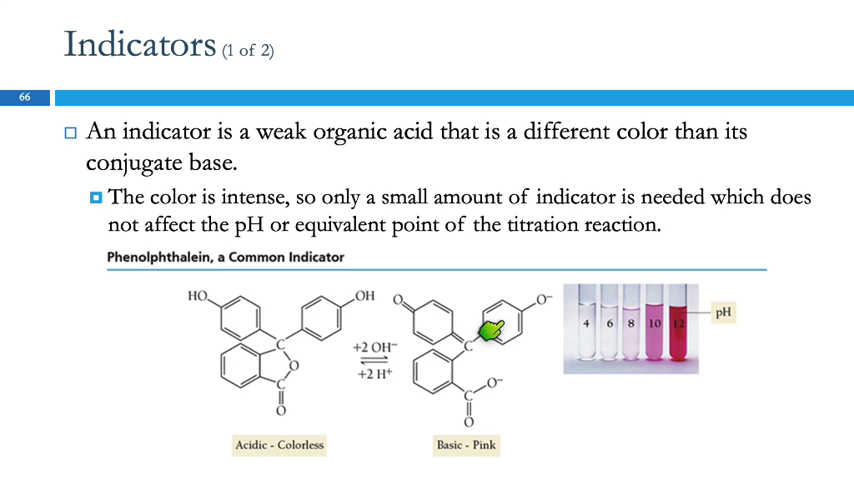 Indicators (1 of 2)
66
An indicator is a weak organic acid that is a different color than its
conjugate base.
The color is intense, so only a small amount of indicator is needed which does
not affect the pH or equivalent point of the titration reaction.
Phenolphthalein, a Common Indicator
HO OH
C
O
C
O
+2 OH⁻
+2 H⁺
O O⁻
C
O⁻
C
O
4 6 8 10 12
pH
Acidic - Colorless
Basic - Pink